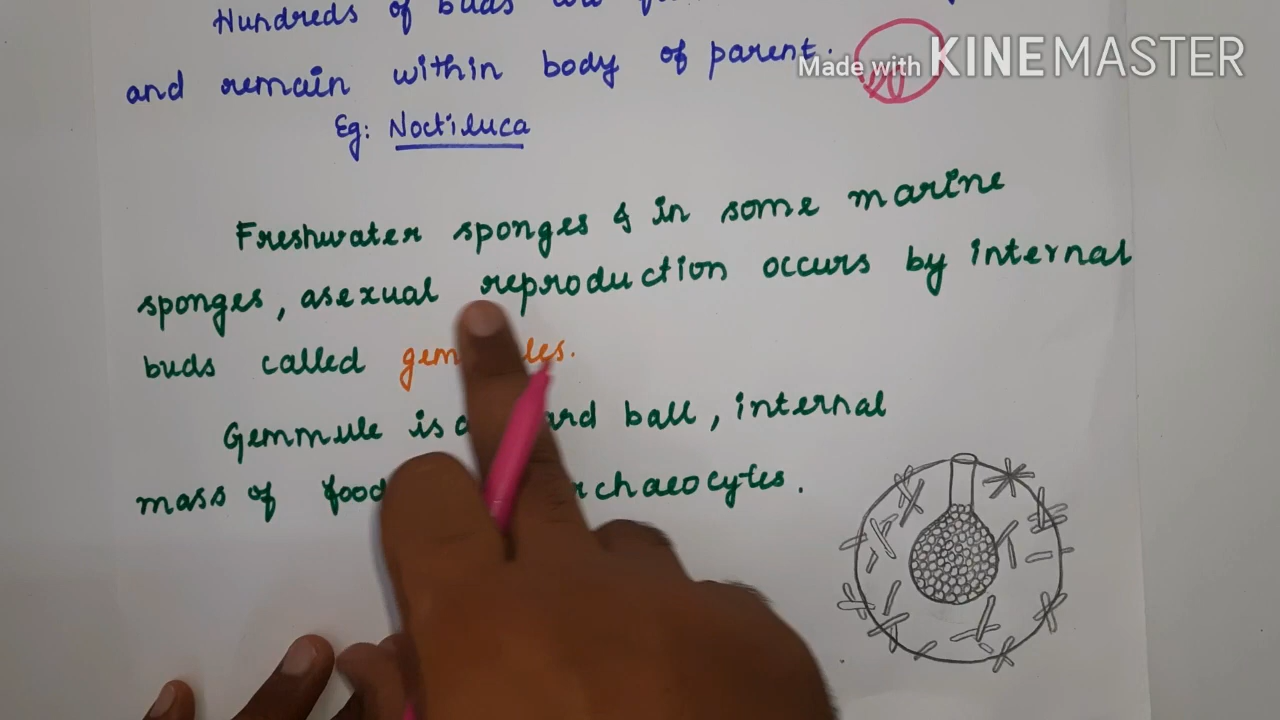 Hundreds of buds
and remain within body of parent.
Made with KINEMASTER
Eg: Noctiluca
Freshwater sponges & in some marine
sponges, asexual reproduction occurs by internal
buds called
Gemmule is ball, internal
mass of